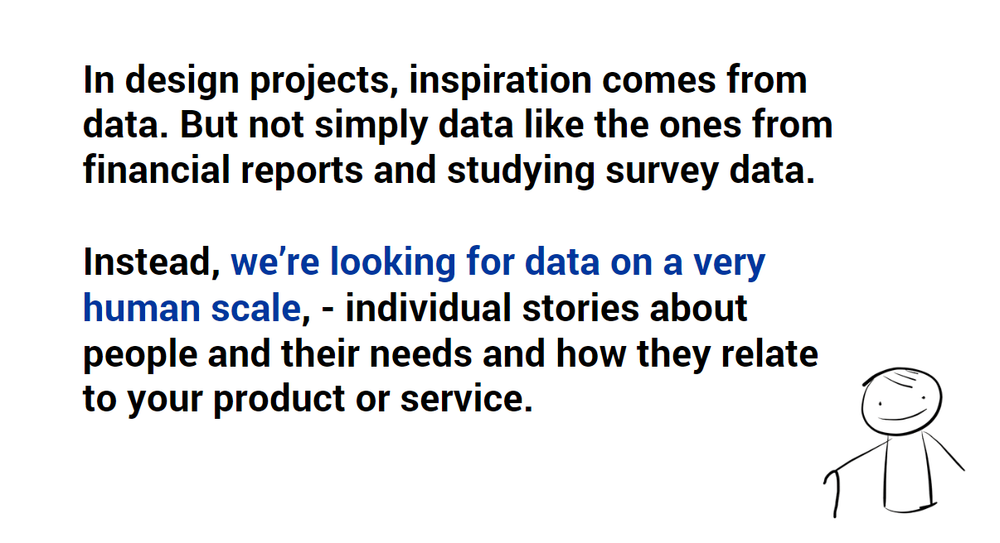 In design projects, inspiration comes from
data. But not simply data like the ones from
financial reports and studying survey data.
Instead, we’re looking for data on a very
human scale, - individual stories about
people and their needs and how they relate
to your product or service.